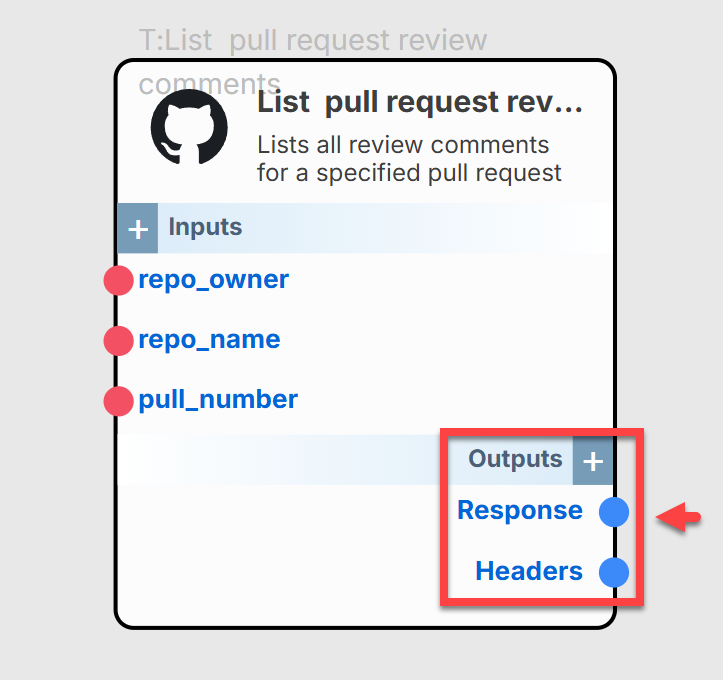 T:List  pull request review
comments
List  pull request rev...
Lists all review comments
for a specified pull request
+ Inputs
repo_owner
repo_name
pull_number
Outputs +
Response
Headers